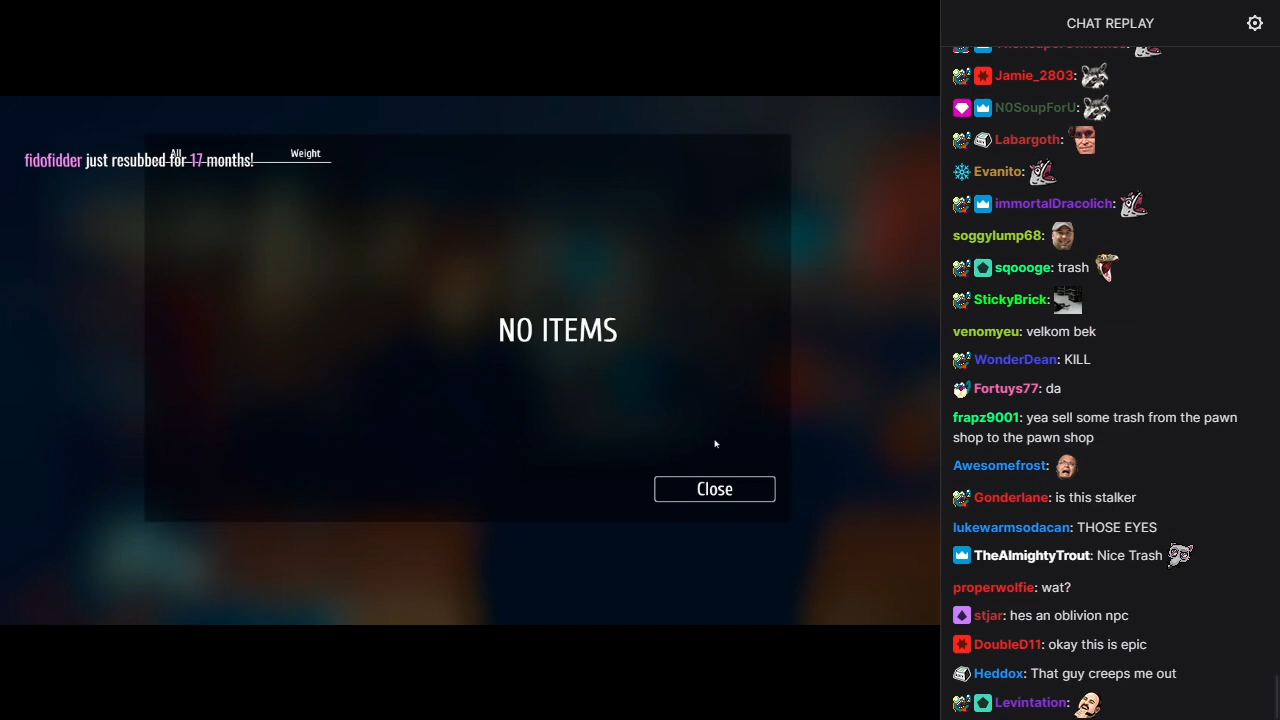 CHAT REPLAY
Jamie_2803:
N0SoupForU:
Labargoth:
Evanito:
immortalDracolich:
soggylump68:
sqoooge: trash
StickyBrick:
venomyeu: velkom bek
WonderDean: KILL
Fortuys77: da
frapz9001: yea sell some trash from the pawn
shop to the pawn shop
Awesomefrost:
Gonderlane: is this stalker
lukewarmsodacan: THOSE EYES
TheAlmightyTrout: Nice Trash
properwolfie: wat?
stjar: hes an oblivion npc
DoubleD11: okay this is epic
Heddox: That guy creeps me out
Levintation:
All Weight
fidofidder just resubbed for 17 months!
NO ITEMS
Close